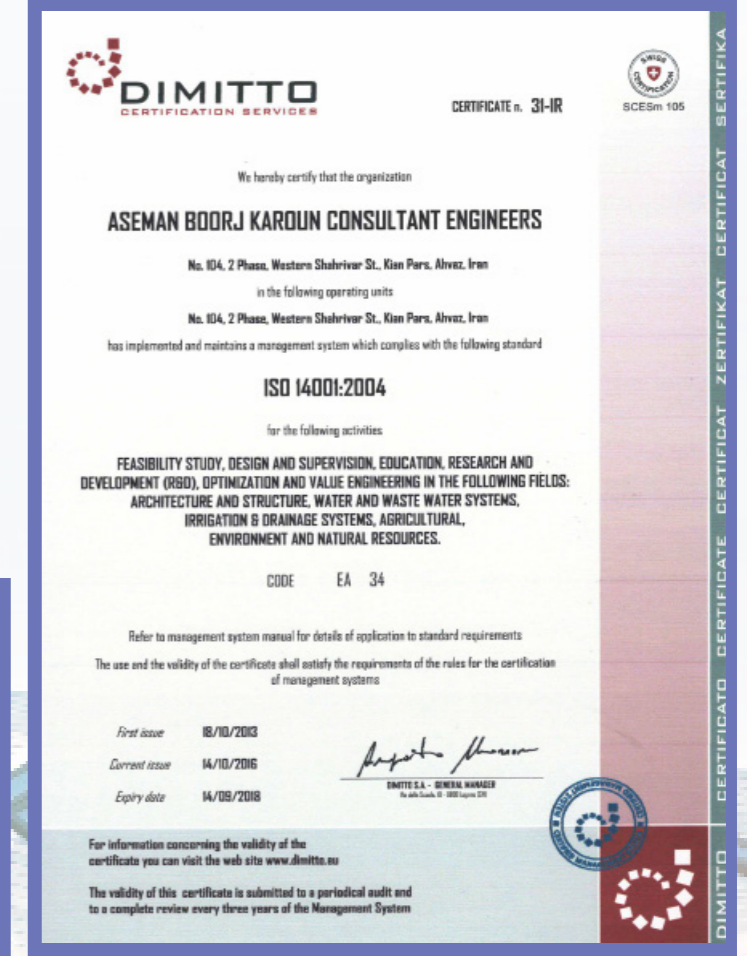 DIMITTO
CERTIFICATION SERVICES
CERTIFICATE n. 31-IR
SWISS
CERTIFICATION
SCESm 105
We hereby certify that the organization
ASEMAN BOORJ KAROUN CONSULTANT ENGINEERS
No. 104, 2 Phase, Western Shahrivar St., Kian Pars, Ahvaz, Iran
in the following operating units
No. 104, 2 Phase, Western Shahrivar St., Kian Pars, Ahvaz, Iran
has implemented and maintains a management system which complies with the following standard
ISO 14001:2004
for the following activities
FEASIBILITY STUDY, DESIGN AND SUPERVISION, EDUCATION, RESEARCH AND
DEVELOPMENT (R&D), OPTIMIZATION AND VALUE ENGINEERING IN THE FOLLOWING FIELDS:
ARCHITECTURE AND STRUCTURE, WATER AND WASTE WATER SYSTEMS,
IRRIGATION & DRAINAGE SYSTEMS, AGRICULTURAL,
ENVIRONMENT AND NATURAL RESOURCES.
CODE EA 34
Refer to management system manual for details of application to standard requirements
The use and the validity of the certificate shall satisfy the requirements of the rules for the certification
of management systems
First issue 18/10/2013
Current issue 14/10/2016
Expiry date 14/09/2018
DIMITTO S.A. - GENERAL MANAGER
For information concerning the validity of the
certificate you can visit the web site www.dimitto.eu
The validity of this certificate is submitted to a periodical audit and
to a complete review every three years of the Management System
DIMITTO | CERTIFICATO CERTIFICATE CERTIFICAT ZERTIFIKAT CERTIFICAT SERTIFIKA